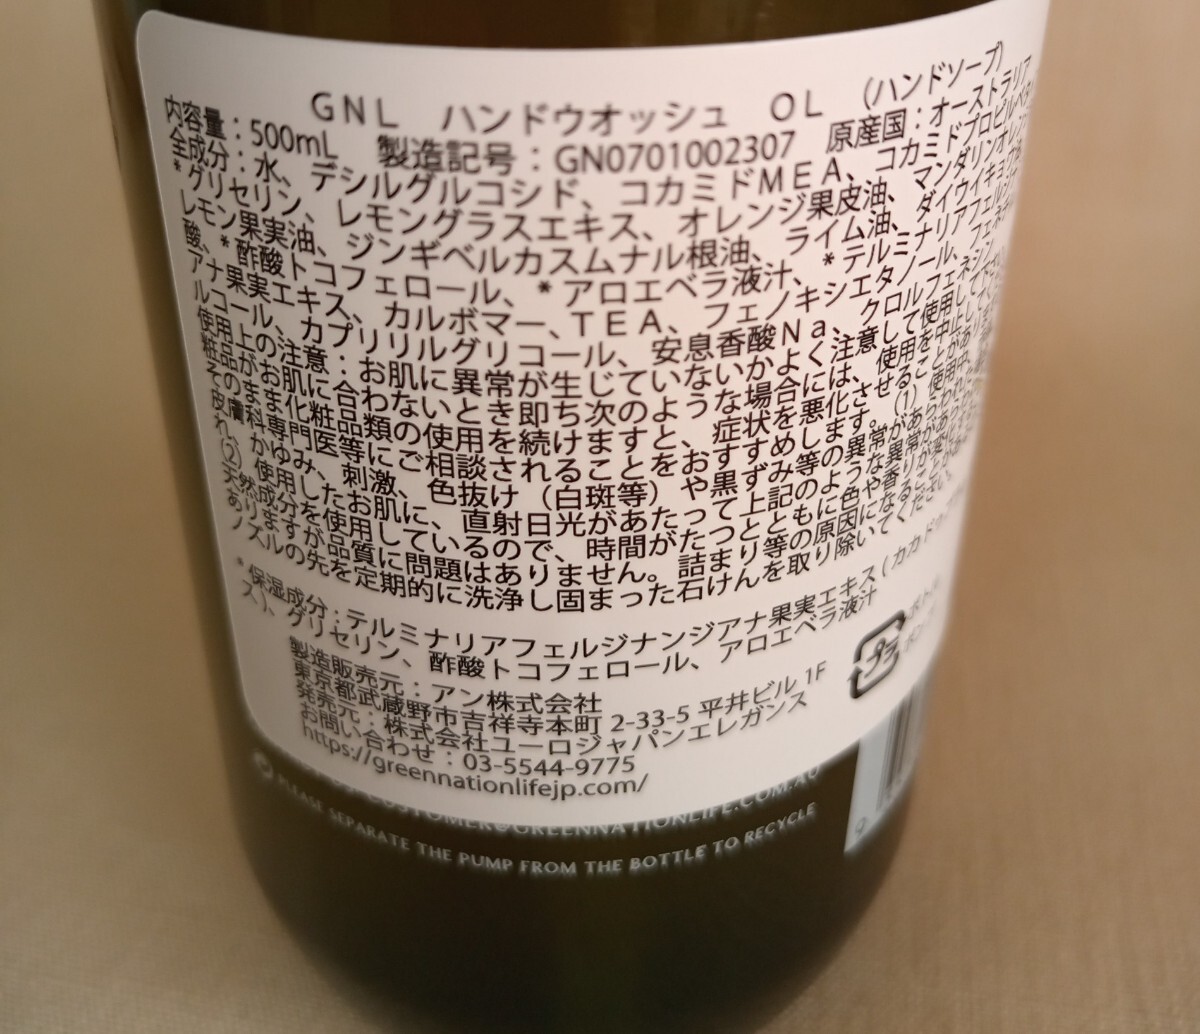 GNL ハンドウオッシュ OL (ハンドソープ)
内容量：500mL 製造記号：GN0701002307 原産国：オーストラリア
全成分：水、デシルグルコシド、コカミドMEA、コカミドプロピルベタ
*グリセリン、レモングラスエキス、オレンジ果皮油、マンダリンオレン
レモン果実油、ジンギベルカスムナル根油、ライム油、ダイウイキョウ
酸、*酢酸トコフェロール、*アロエベラ液汁、*テルミナリアフェルジ
アナ果実エキス、カルボマー、TEA、フェノキシエタノール、フェネチ
ルコール、カプリリルグリコール、安息香酸Na、クロルフェネシン
使用上の注意：お肌に異常が生じていないかよく注意して使用して下さい。
粧品がお肌に合わないとき即ち次のような場合には、使用を中止して
そのまま化粧品類の使用を続けますと、症状を悪化させることがあり
皮膚科専門医等にご相談されることをおすすめします。(1) 使用中、
れ、かゆみ、刺激、色抜け（白斑等）や黒ずみ等の異常があらわれ
(2) 使用したお肌に、直射日光があたって上記のような異常があ
天然成分を使用しているので、時間がたつとともに色や香りが変
ありますが品質に問題はありません。詰まり等の原因になること
ノズルの先を定期的に洗浄し固まった石けんを取り除いてください。
*保湿成分：テルミナリアフェルジナンジアナ果実エキス(カカドゥプ
ス)、グリセリン、酢酸トコフェロール、アロエベラ液汁
製造販売元：アン株式会社
東京都武蔵野市吉祥寺本町 2-33-5 平井ビル 1F
発売元：株式会社ユーロジャパンエレガンス
お問い合わせ：03-5544-9775
https://greennationlifejp.com/
プラ
ボトル
CUSTOMER@GREENNATIONLIFE.COM.AU
PLEASE SEPARATE THE PUMP FROM THE BOTTLE TO RECYCLE